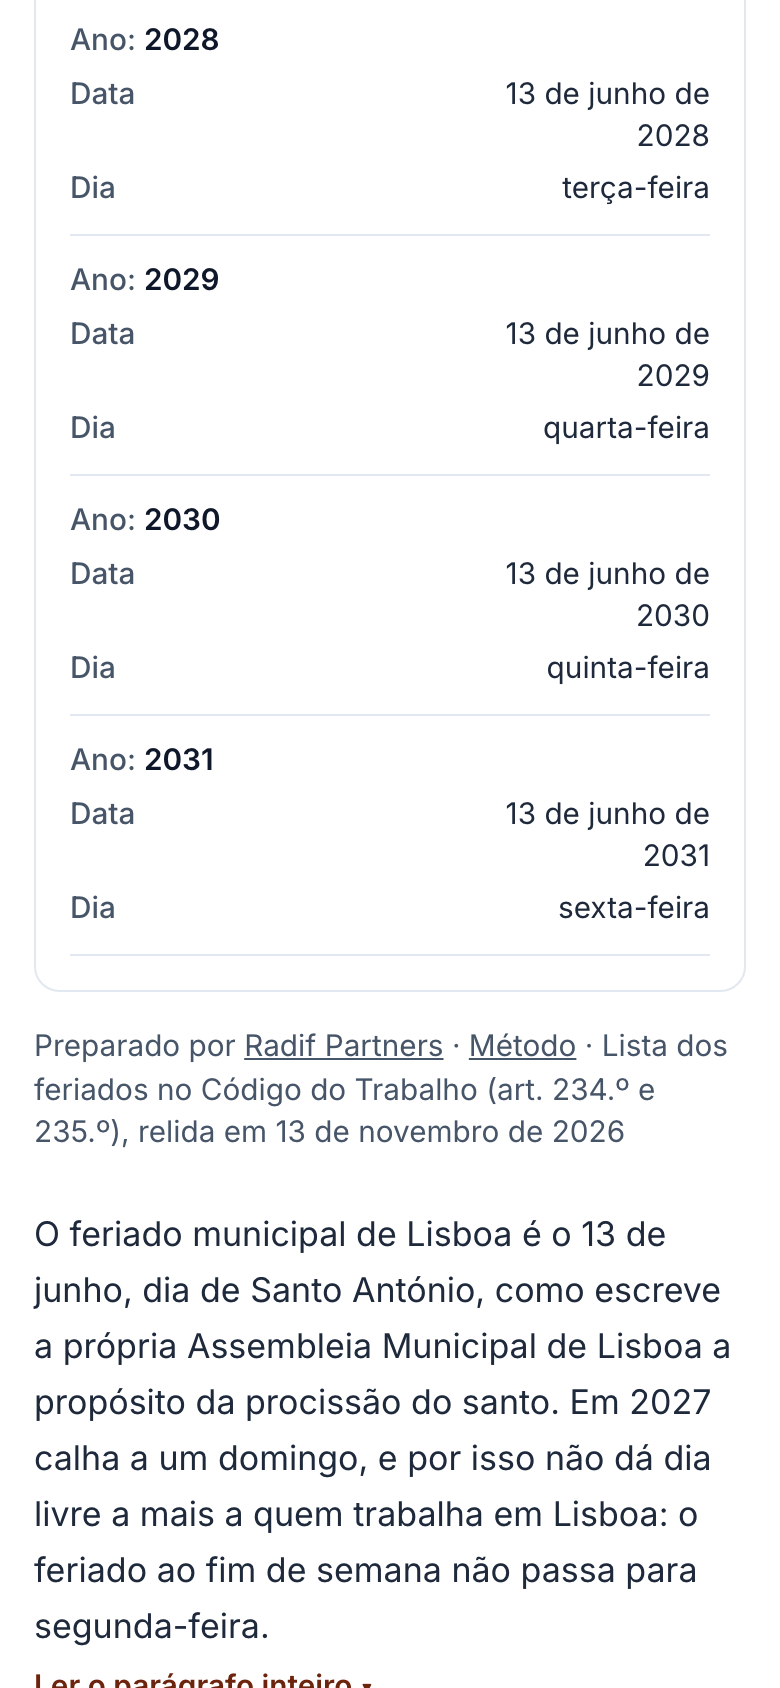 Ano: 2028
Data 13 de junho de
2028
Dia terça-feira
Ano: 2029
Data 13 de junho de
2029
Dia quarta-feira
Ano: 2030
Data 13 de junho de
2030
Dia quinta-feira
Ano: 2031
Data 13 de junho de
2031
Dia sexta-feira
Preparado por Radif Partners · Método · Lista dos
feriados no Código do Trabalho (art. 234.º e
235.º), relida em 13 de novembro de 2026
O feriado municipal de Lisboa é o 13 de
junho, dia de Santo António, como escreve
a própria Assembleia Municipal de Lisboa a
propósito da procissão do santo. Em 2027
calha a um domingo, e por isso não dá dia
livre a mais a quem trabalha em Lisboa: o
feriado ao fim de semana não passa para
segunda-feira.
Ler o parágrafo inteiro ▾